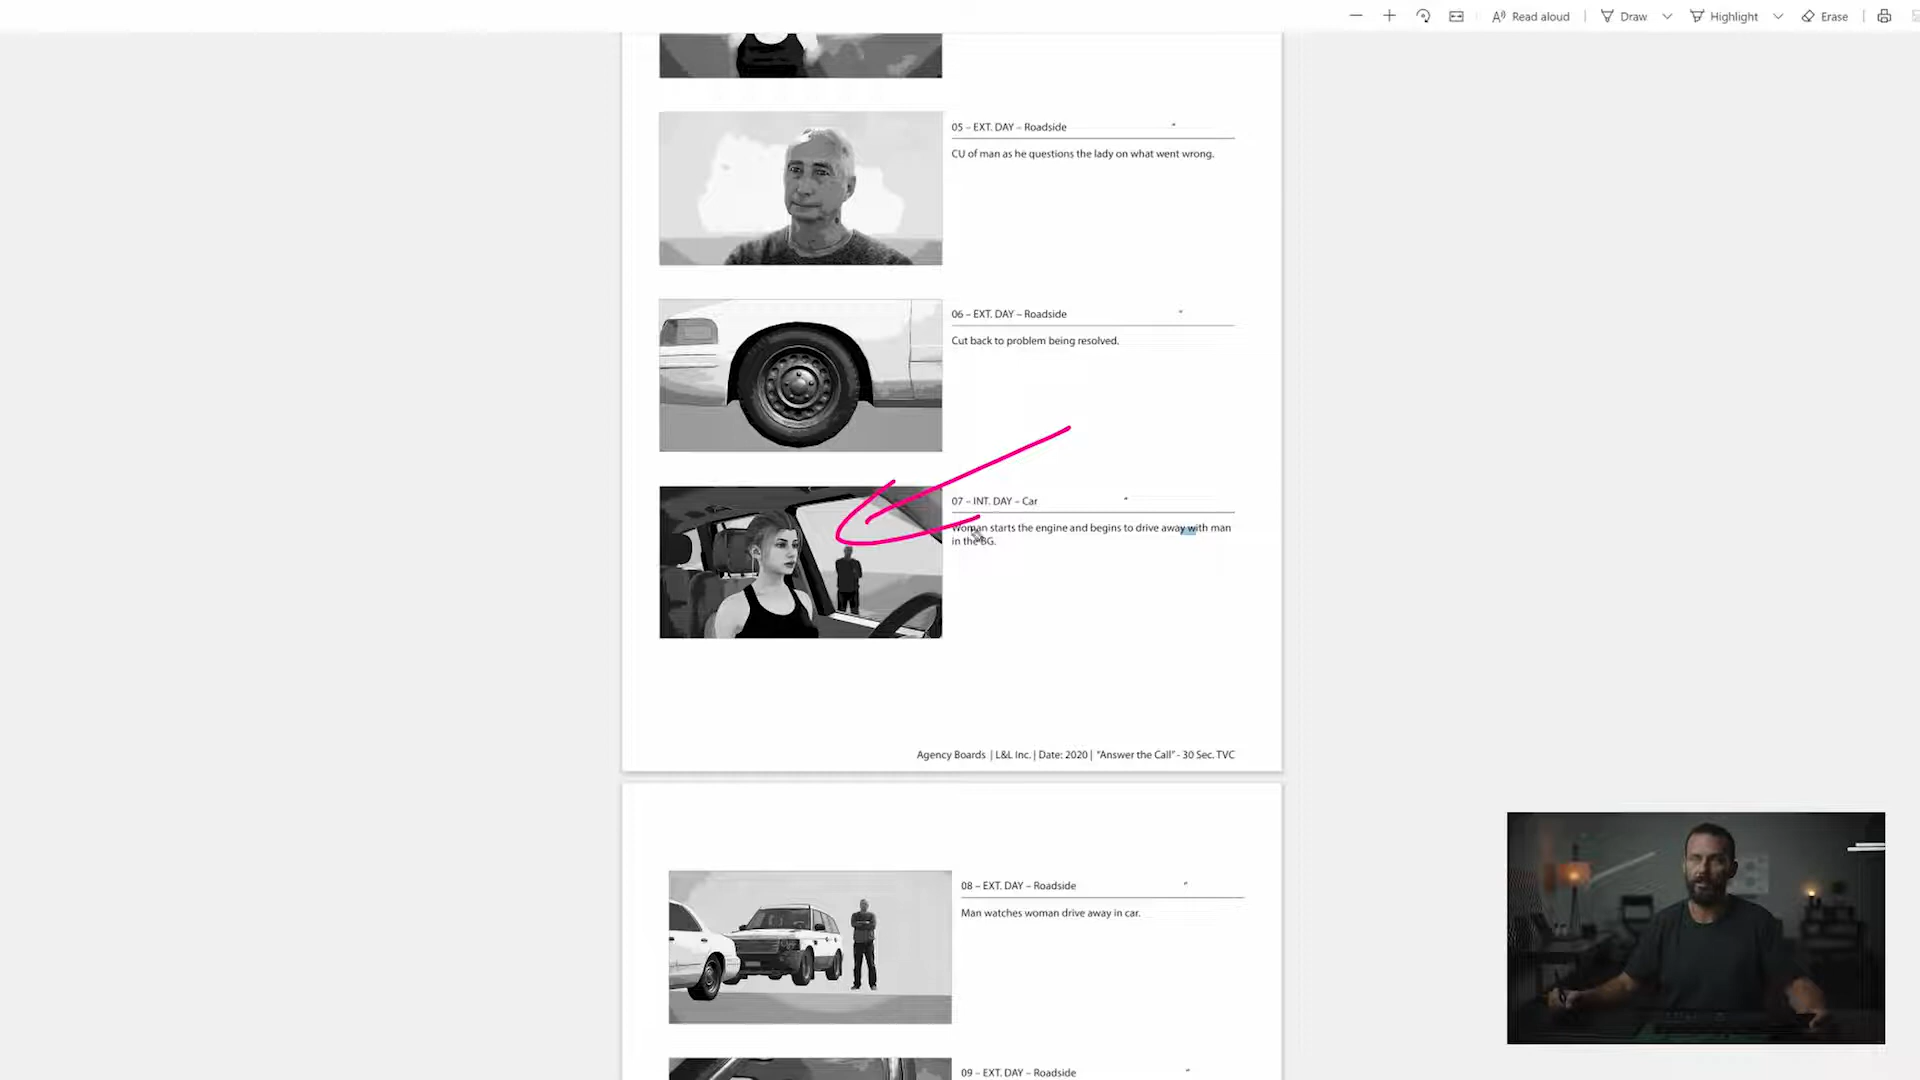 Read aloud
Draw
Highlight
Erase
05 – EXT. DAY – Roadside
CU of man as he questions the lady on what went wrong.
06 – EXT. DAY – Roadside
Cut back to problem being resolved.
07 – INT. DAY – Car
Woman starts the engine and begins to drive away with man
in the BG.
Agency Boards | L&L Inc. | Date: 2020 | "Answer the Call" - 30 Sec. TVC
08 – EXT. DAY – Roadside
Man watches woman drive away in car.
09 – EXT. DAY – Roadside